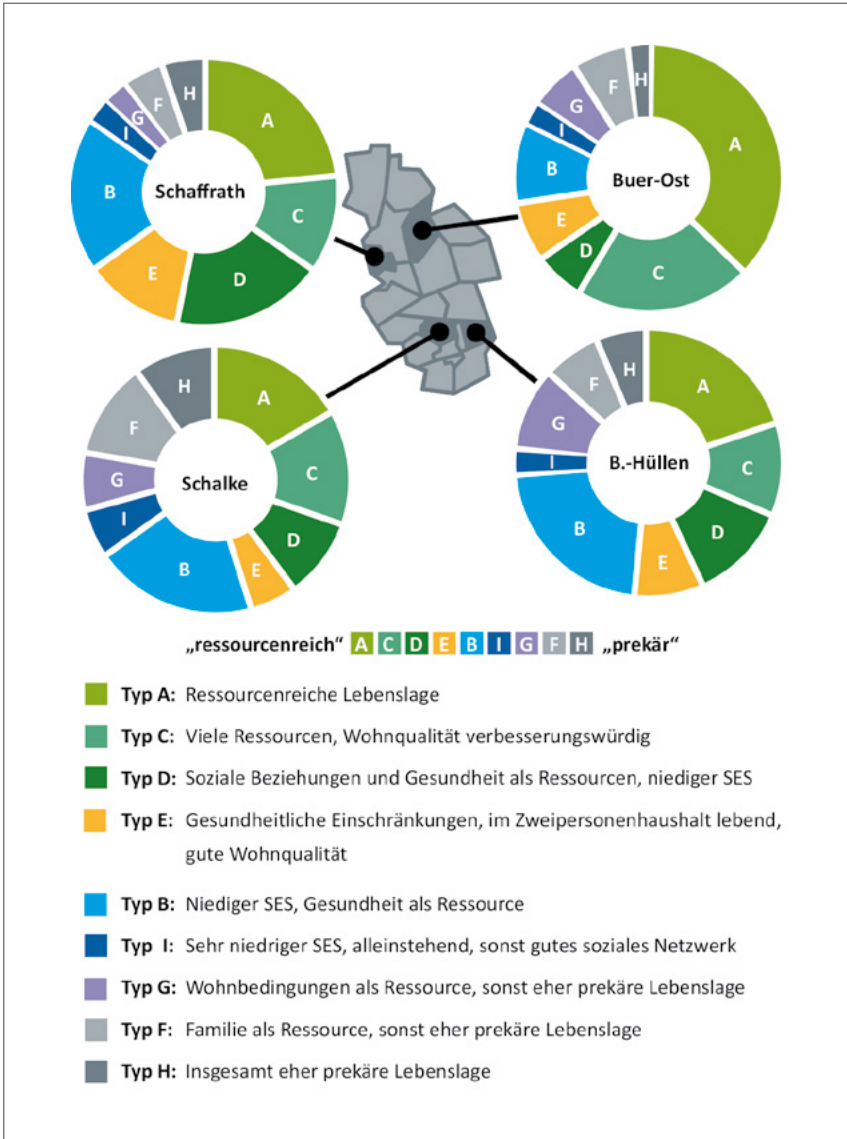 H
A
F
G
I
B
C
Schaffrath
E
D
H
F
G
A
I
B
Buer-Ost
E
D
C
H
A
F
G
C
Schalke
I
D
B
E
H
A
F
G
I
C
B.-Hüllen
B
D
E
„ressourcenreich“ A C D E B I G F H „prekär“
Typ A: Ressourcenreiche Lebenslage
Typ C: Viele Ressourcen, Wohnqualität verbesserungswürdig
Typ D: Soziale Beziehungen und Gesundheit als Ressourcen, niediger SES
Typ E: Gesundheitliche Einschränkungen, im Zweipersonenhaushalt lebend,
gute Wohnqualität
Typ B: Niediger SES, Gesundheit als Ressource
Typ I: Sehr niedriger SES, alleinstehend, sonst gutes soziales Netzwerk
Typ G: Wohnbedingungen als Ressource, sonst eher prekäre Lebenslage
Typ F: Familie als Ressource, sonst eher prekäre Lebenslage
Typ H: Insgesamt eher prekäre Lebenslage